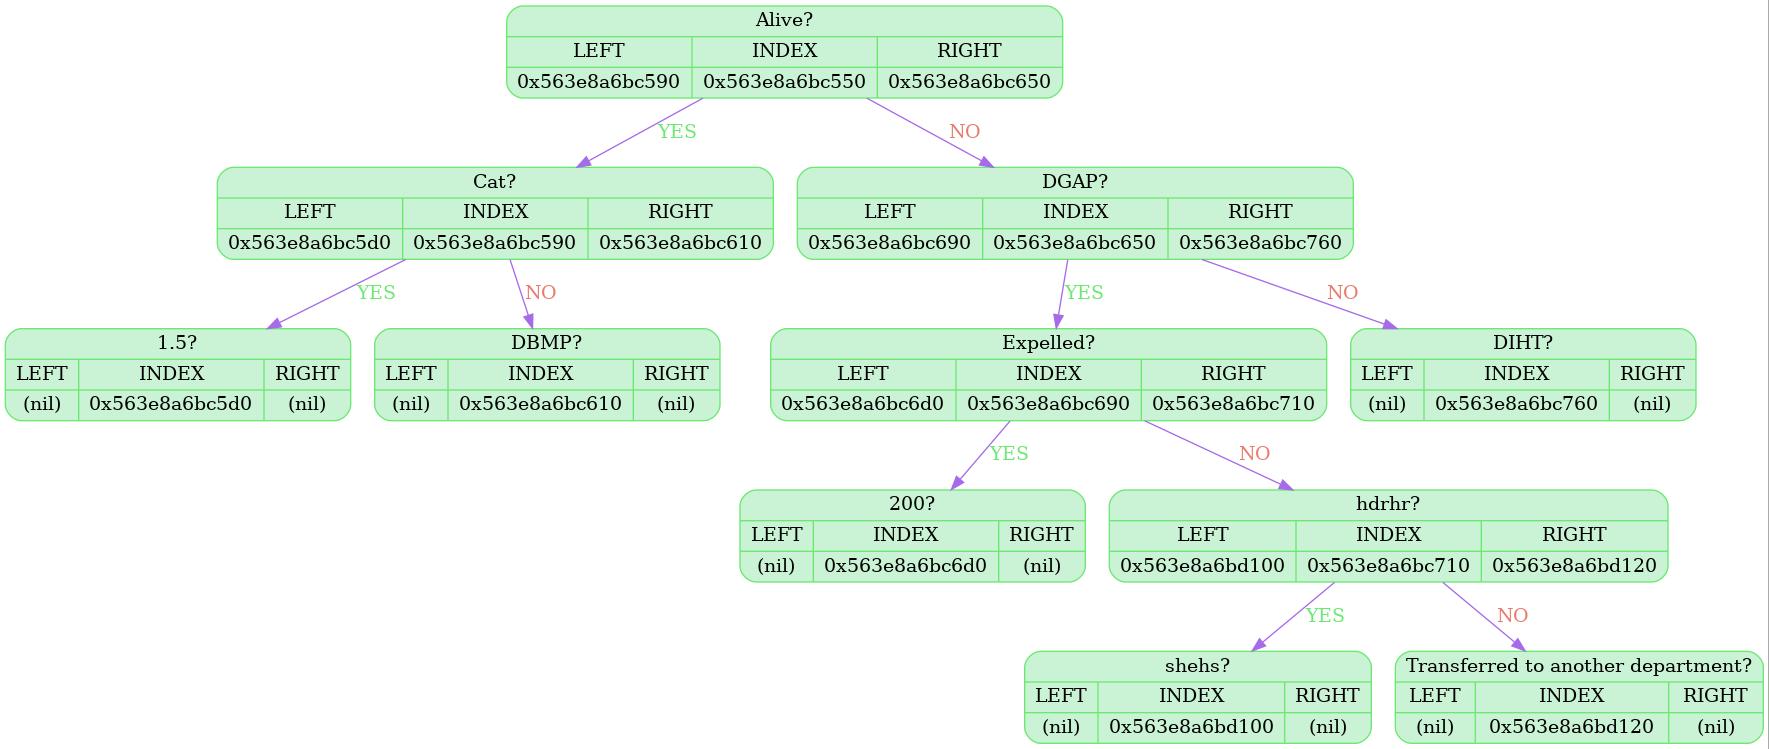 Alive?
LEFT INDEX RIGHT
0x563e8a6bc590 0x563e8a6bc550 0x563e8a6bc650
YES NO
Cat? DGAP?
LEFT INDEX RIGHT LEFT INDEX RIGHT
0x563e8a6bc5d0 0x563e8a6bc590 0x563e8a6bc610 0x563e8a6bc690 0x563e8a6bc650 0x563e8a6bc760
YES NO YES NO
1.5? DBMP? Expelled? DIHT?
LEFT INDEX RIGHT LEFT INDEX RIGHT LEFT INDEX RIGHT LEFT INDEX RIGHT
(nil) 0x563e8a6bc5d0 (nil) (nil) 0x563e8a6bc610 (nil) 0x563e8a6bc6d0 0x563e8a6bc690 0x563e8a6bc710 (nil) 0x563e8a6bc760 (nil)
YES NO
200? hdrhr?
LEFT INDEX RIGHT LEFT INDEX RIGHT
(nil) 0x563e8a6bc6d0 (nil) 0x563e8a6bd100 0x563e8a6bc710 0x563e8a6bd120
YES NO
shehs? Transferred to another department?
LEFT INDEX RIGHT LEFT INDEX RIGHT
(nil) 0x563e8a6bd100 (nil) (nil) 0x563e8a6bd120 (nil)